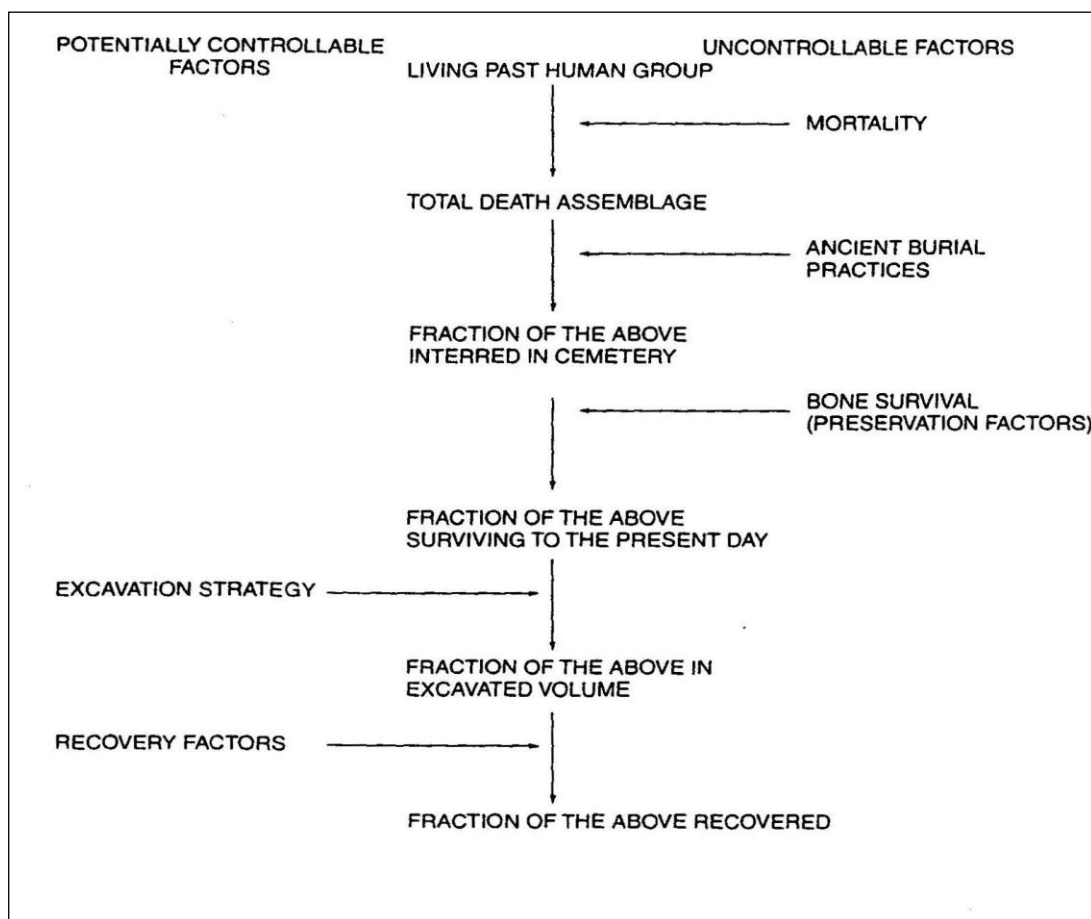 POTENTIALLY CONTROLLABLE
FACTORS
UNCONTROLLABLE FACTORS
LIVING PAST HUMAN GROUP
MORTALITY
TOTAL DEATH ASSEMBLAGE
ANCIENT BURIAL
PRACTICES
FRACTION OF THE ABOVE
INTERRED IN CEMETERY
BONE SURVIVAL
(PRESERVATION FACTORS)
FRACTION OF THE ABOVE
SURVIVING TO THE PRESENT DAY
EXCAVATION STRATEGY
FRACTION OF THE ABOVE IN
EXCAVATED VOLUME
RECOVERY FACTORS
FRACTION OF THE ABOVE RECOVERED